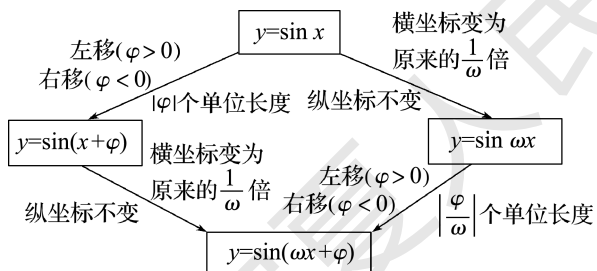 y=sin x
左移(φ>0)
右移(φ<0)
|φ|个单位长度
横坐标变为
原来的1/ω倍
纵坐标不变
y=sin(x+φ)
y=sin ωx
横坐标变为
原来的1/ω倍
纵坐标不变
左移(φ>0)
右移(φ<0)
|φ/ω|个单位长度
y=sin(ωx+φ)